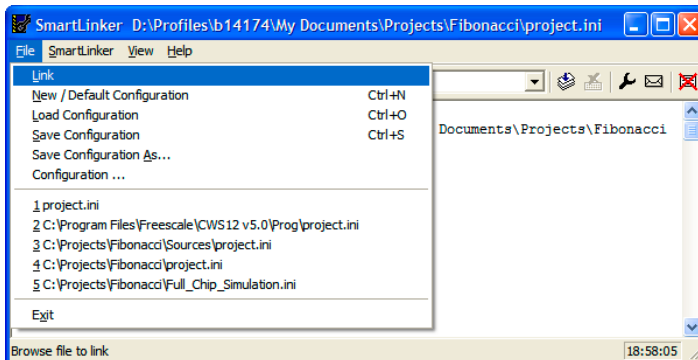 SmartLinker D:\Profiles\b14174\My Documents\Projects\Fibonacci\project.ini
File SmartLinker View Help
Link
New / Default Configuration Ctrl+N
Load Configuration Ctrl+O
Save Configuration Ctrl+S
Save Configuration As...
Configuration ...
Documents\Projects\Fibonacci
1 project.ini
2 C:\Program Files\Freescale\CWS12 v5.0\Prog\project.ini
3 C:\Projects\Fibonacci\Sources\project.ini
4 C:\Projects\Fibonacci\project.ini
5 C:\Projects\Fibonacci\Full_Chip_Simulation.ini
Exit
Browse file to link 18:58:05